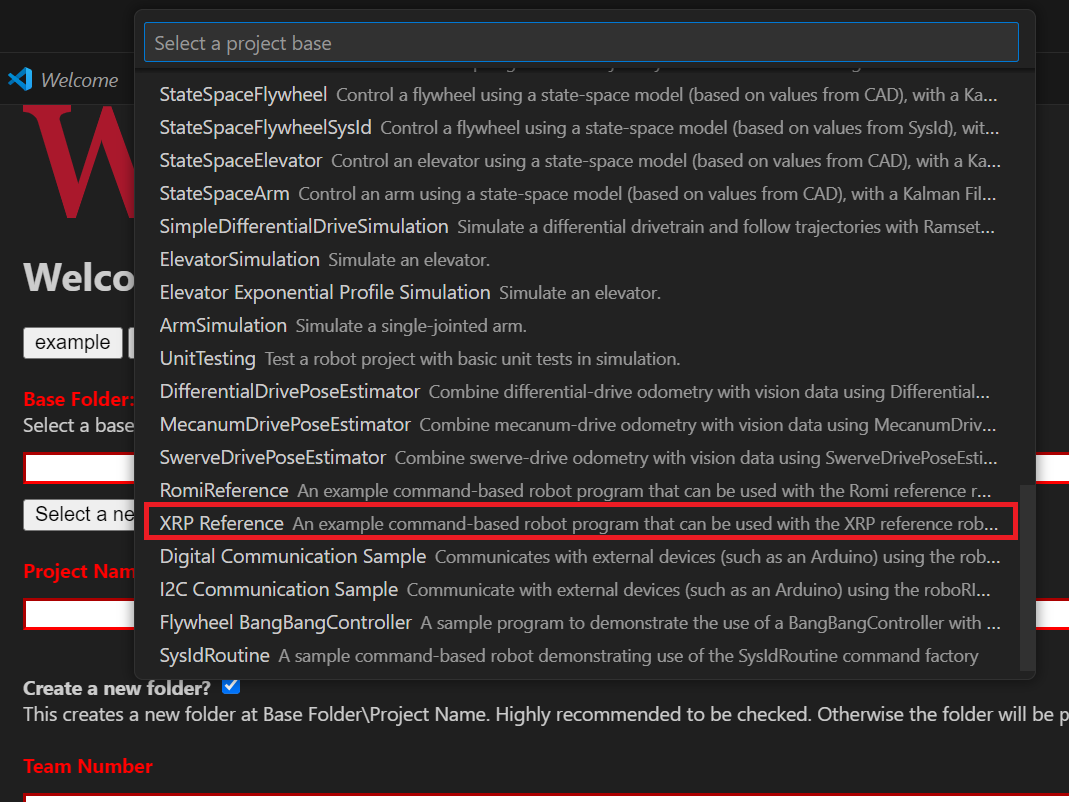 Select a project base
Welcome
StateSpaceFlywheel Control a flywheel using a state-space model (based on values from CAD), with a Ka...
StateSpaceFlywheelSysId Control a flywheel using a state-space model (based on values from SysId), wit...
StateSpaceElevator Control an elevator using a state-space model (based on values from CAD), with a Ka...
StateSpaceArm Control an arm using a state-space model (based on values from CAD), with a Kalman Fil...
SimpleDifferentialDriveSimulation Simulate a differential drivetrain and follow trajectories with Ramset...
ElevatorSimulation Simulate an elevator.
Welco
Elevator Exponential Profile Simulation Simulate an elevator.
ArmSimulation Simulate a single-jointed arm.
example
UnitTesting Test a robot project with basic unit tests in simulation.
DifferentialDrivePoseEstimator Combine differential-drive odometry with vision data using Differential...
Base Folder:
Select a base
MecanumDrivePoseEstimator Combine mecanum-drive odometry with vision data using MecanumDriv...
SwerveDrivePoseEstimator Combine swerve-drive odometry with vision data using SwerveDrivePoseEsti...
RomiReference An example command-based robot program that can be used with the Romi reference r...
Select a ne
XRP Reference An example command-based robot program that can be used with the XRP reference rob...
Digital Communication Sample Communicates with external devices (such as an Arduino) using the rob...
Project Nam
I2C Communication Sample Communicate with external devices (such as an Arduino) using the roboRI...
Flywheel BangBangController A sample program to demonstrate the use of a BangBangController with ...
SysIdRoutine A sample command-based robot demonstrating use of the SysIdRoutine command factory
Create a new folder?
This creates a new folder at Base Folder\Project Name. Highly recommended to be checked. Otherwise the folder will be p
Team Number